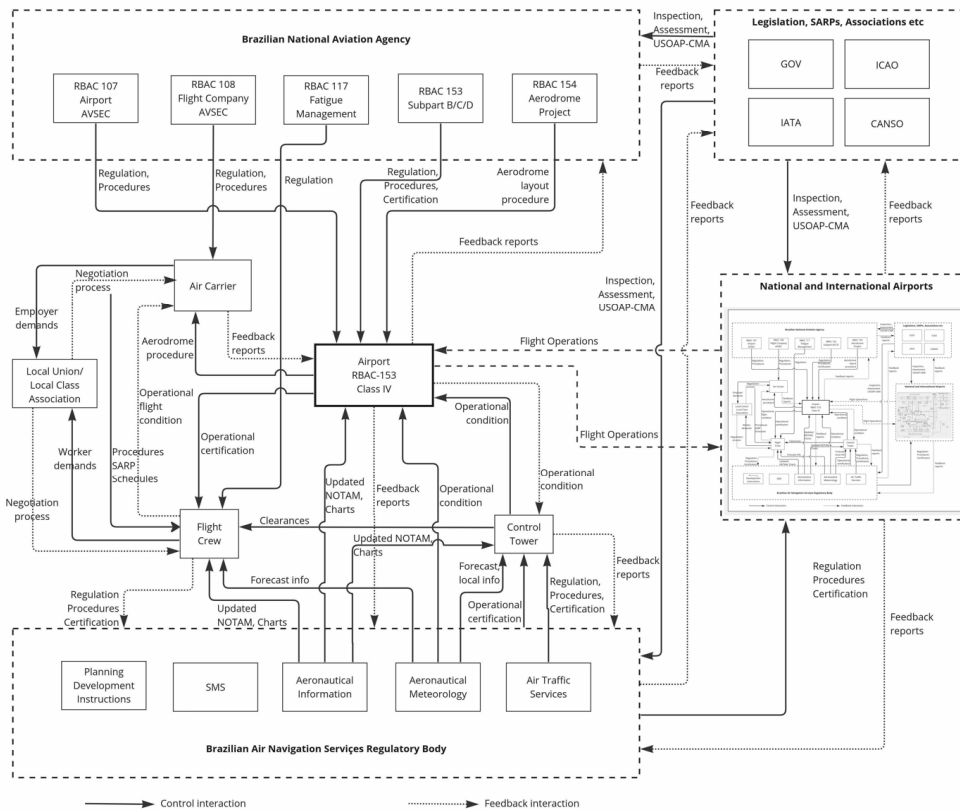 Brazilian National Aviation Agency
RBAC 107
Airport
AVSEC
RBAC 108
Flight Company
AVSEC
RBAC 117
Fatigue
Management
RBAC 153
Subpart B/C/D
RBAC 154
Aerodrome
Project
Inspection,
Assessment,
USOAP-CMA
Feedback
reports
Legislation, SARPs, Associations etc
GOV
ICAO
IATA
CANSO
Regulation,
Procedures
Regulation,
Procedures
Regulation
Regulation,
Procedures,
Certification
Aerodrome
layout
procedure
Feedback reports
Feedback
reports
Inspection,
Assessment,
USOAP-CMA
Feedback
reports
Negotiation
process
Air Carrier
Employer
demands
Aerodrome
procedure
Feedback
reports
Inspection,
Assessment,
USOAP-CMA
National and International Airports
Airport
RBAC-153
Class IV
Flight Operations
Local Union/
Local Class
Association
Operational
flight
condition
Operational
condition
Flight Operations
Operational
certification
Worker
demands
Procedures
SARP
Schedules
Updated
NOTAM,
Charts
Feedback
reports
Operational
condition
Operational
condition
Negotiation
process
Flight
Crew
Clearances
Control
Tower
Updated NOTAM,
Charts
Feedback
reports
Forecast info
Forecast,
local info
Regulation,
Procedures,
Certification
Regulation
Procedures
Certification
Updated
NOTAM, Charts
Operational
certification
Regulation
Procedures
Certification
Feedback
reports
Planning
Development
Instructions
SMS
Aeronautical
Information
Aeronautical
Meteorology
Air Traffic
Services
Brazilian Air Navigation Services Regulatory Body
Control interaction
Feedback interaction